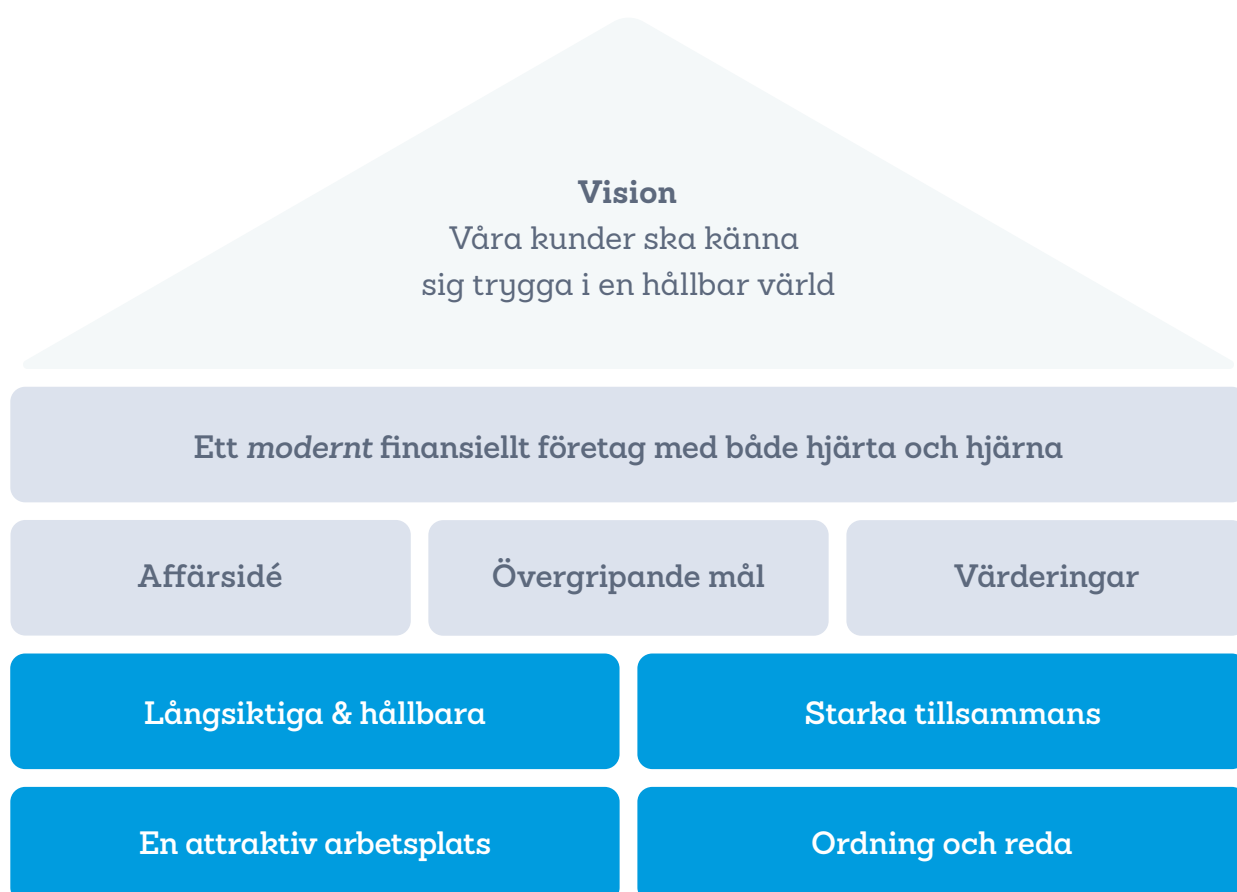 Vision
Våra kunder ska känna
sig trygga i en hållbar värld
Ett modernt finansiellt företag med både hjärta och hjärna
Affärsidé
Övergripande mål
Värderingar
Långsiktiga & hållbara
Starka tillsammans
En attraktiv arbetsplats
Ordning och reda